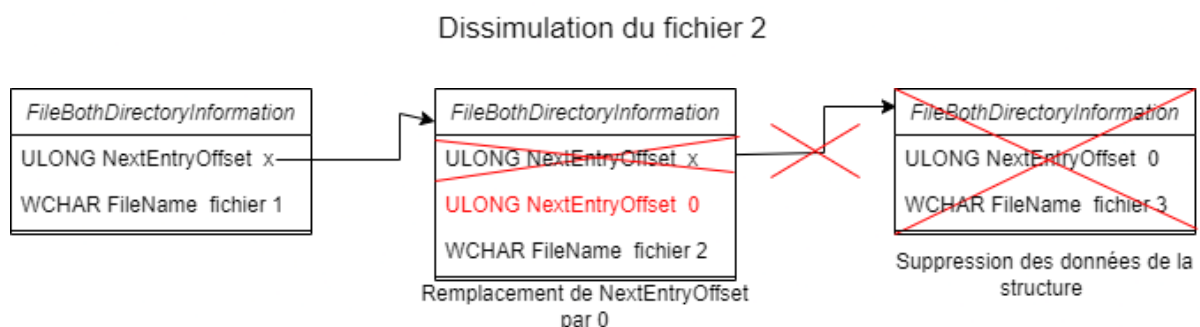 Dissimulation du fichier 2
FileBothDirectoryInformation
ULONG NextEntryOffset x
WCHAR FileName fichier 1
FileBothDirectoryInformation
ULONG NextEntryOffset x
ULONG NextEntryOffset 0
WCHAR FileName fichier 2
Remplacement de NextEntryOffset
par 0
FileBothDirectoryInformation
ULONG NextEntryOffset 0
WCHAR FileName fichier 3
Suppression des données de la
structure